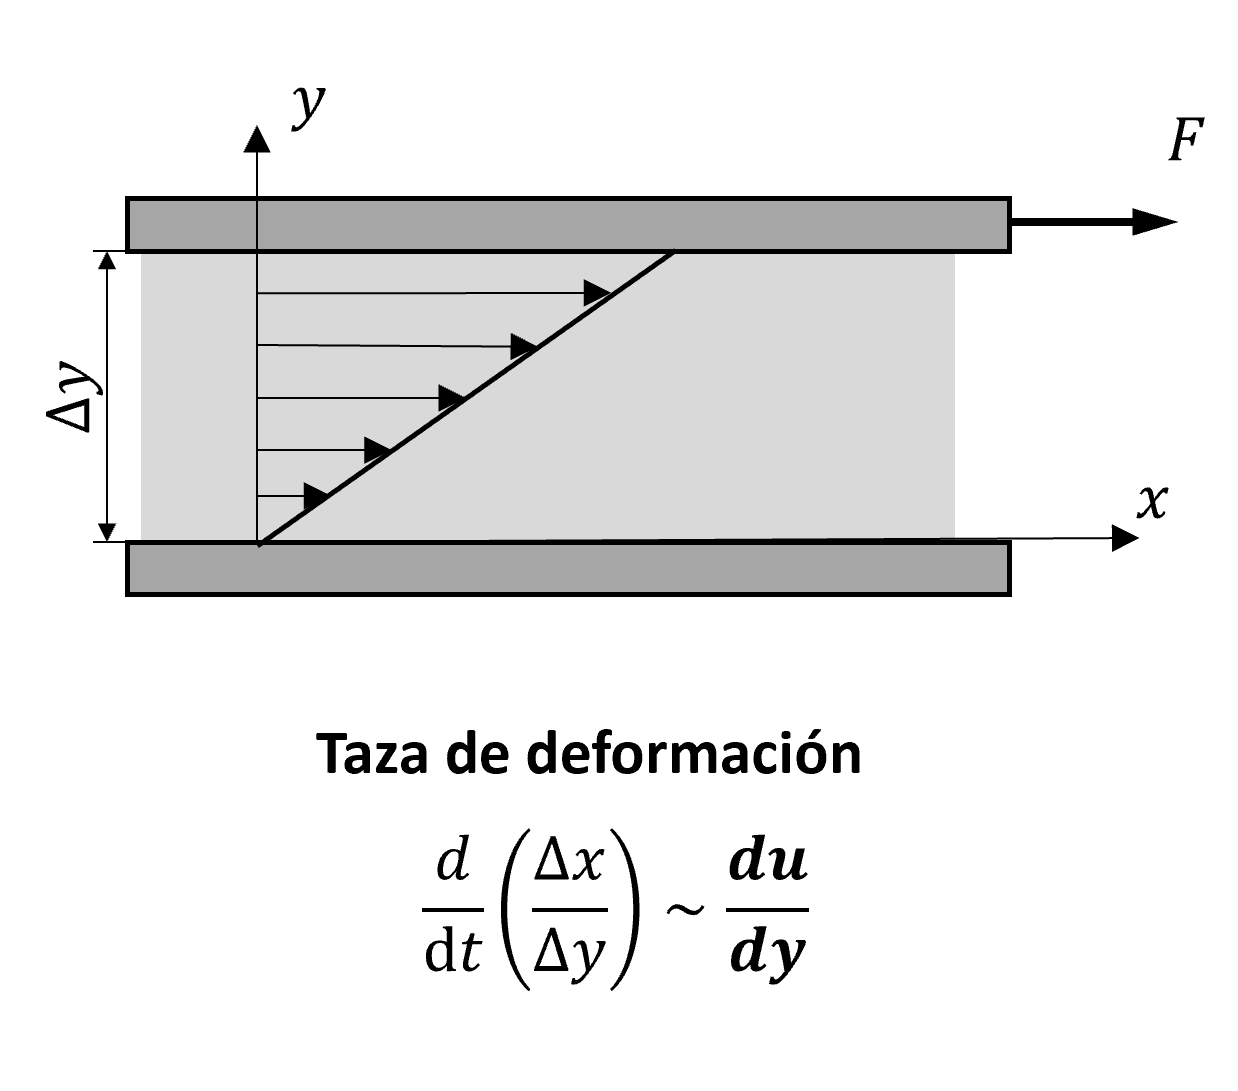 y
F
Δy
x
Taza de deformación
d/dt (Δx/Δy) ~ du/dy